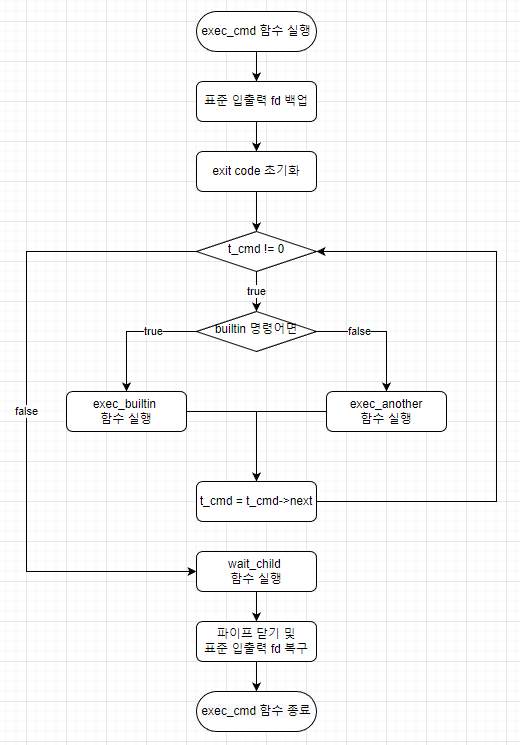 exec_cmd 함수 실행
표준 입출력 fd 백업
exit code 초기화
t_cmd != 0
true
builtin 명령어면
true
false
exec_builtin
함수 실행
exec_another
함수 실행
false
t_cmd = t_cmd->next
wait_child
함수 실행
파이프 닫기 및
표준 입출력 fd 복구
exec_cmd 함수 종료